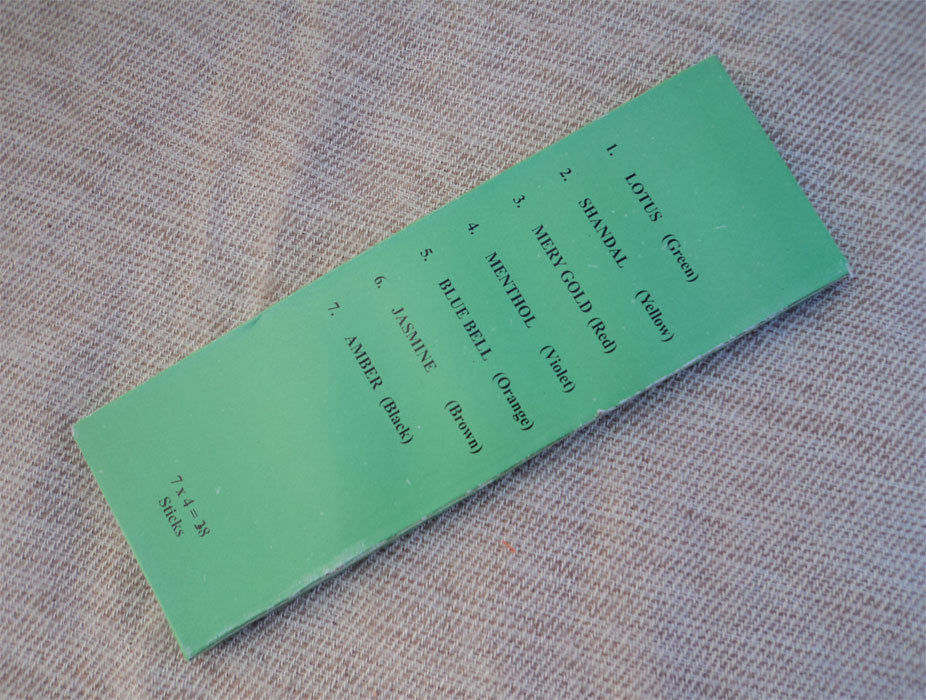 1. LOTUS (Green)
2. SHANDAL (Yellow)
3. MERY GOLD (Red)
4. MENTHOL (Violet)
5. BLUE BELL (Orange)
6. JASMINE (Brown)
7. AMBER (Black)
7 x 4 = 38
Sticks